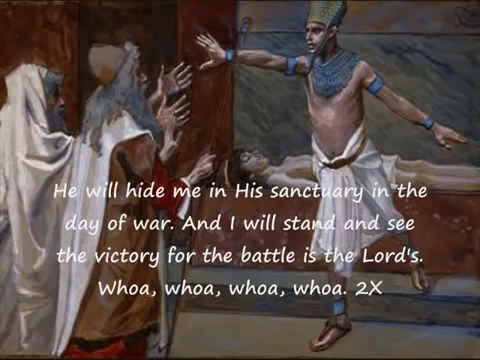 He will hide me in His sanctuary in the
day of war. And I will stand and see
the victory for the battle is the Lord's.
Whoa, whoa, whoa, whoa. 2X